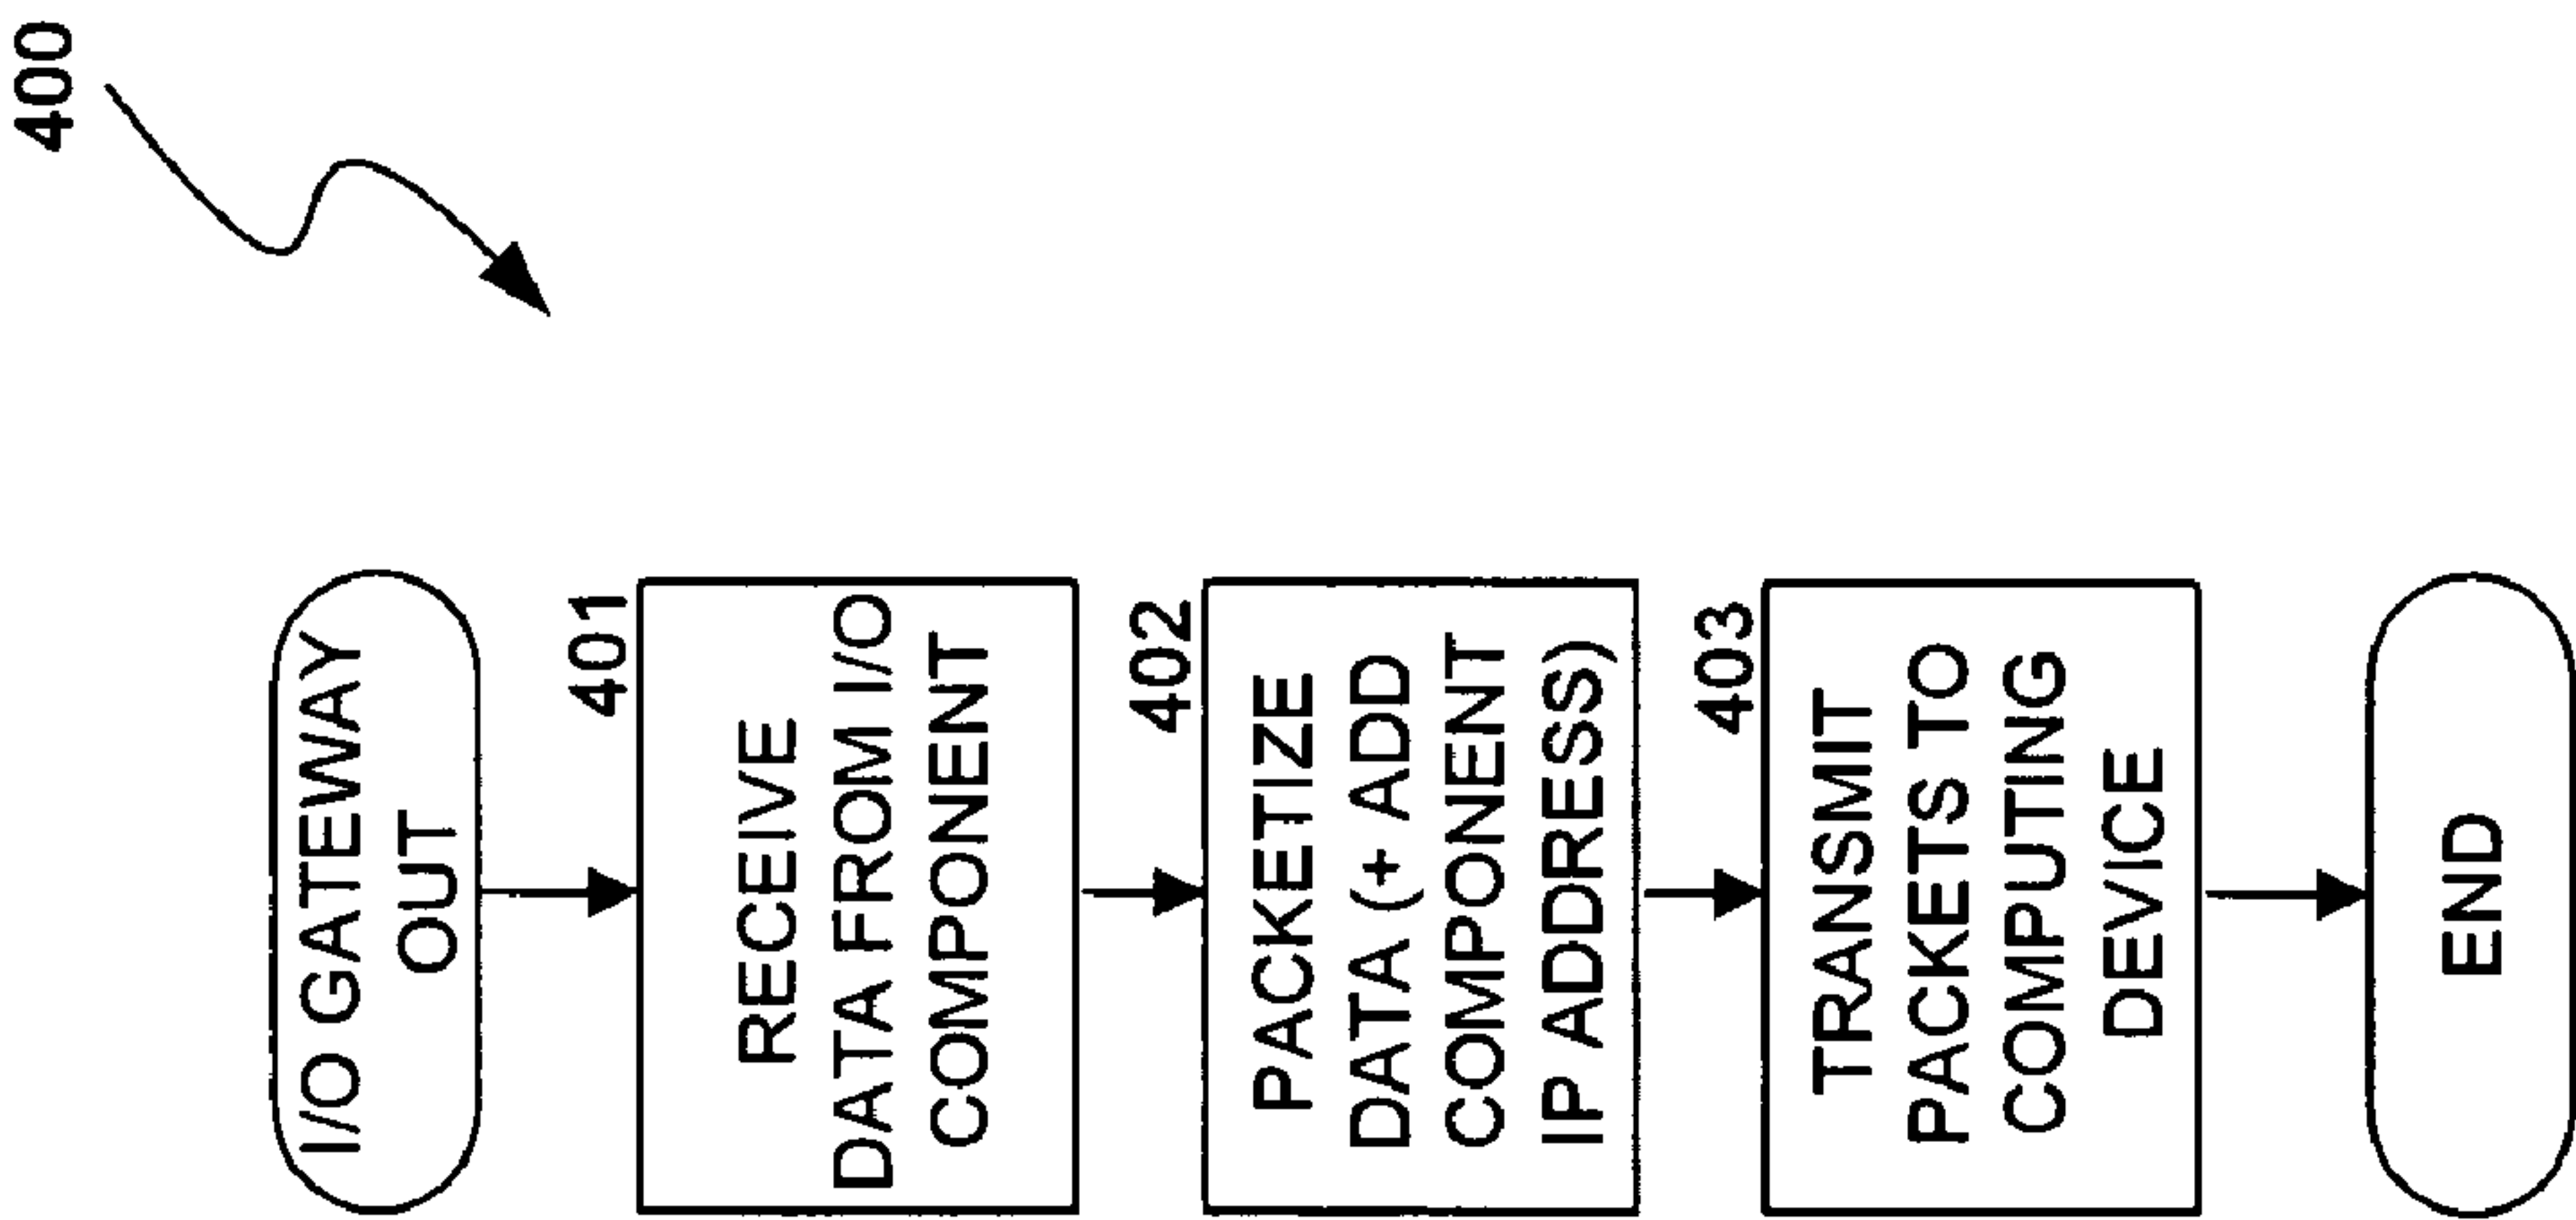 400
I/O GATEWAY
OUT
401
RECEIVE
DATA FROM I/O
COMPONENT
402
PACKETIZE
DATA (+ ADD
COMPONENT
IP ADDRESS)
403
TRANSMIT
PACKETS TO
COMPUTING
DEVICE
END